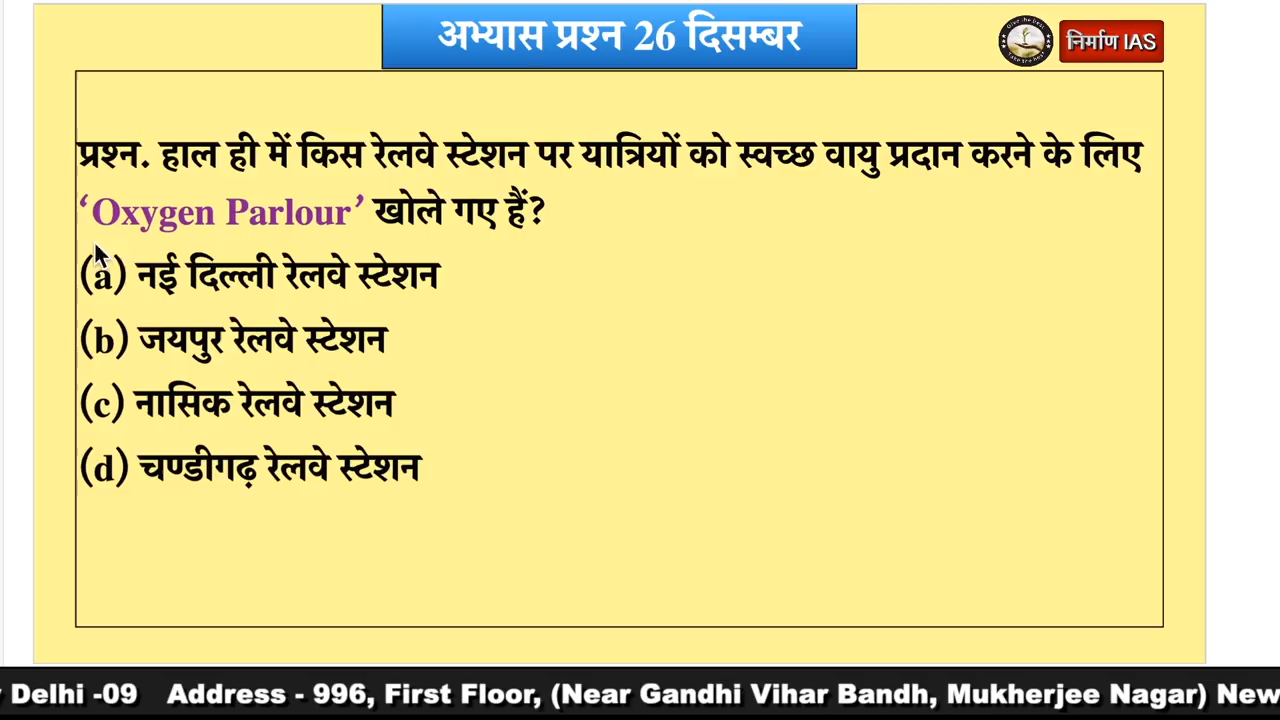 अभ्यास प्रश्न 26 दिसम्बर
निर्माण IAS
प्रश्न. हाल ही में किस रेलवे स्टेशन पर यात्रियों को स्वच्छ वायु प्रदान करने के लिए
‘Oxygen Parlour’ खोले गए हैं?
(a) नई दिल्ली रेलवे स्टेशन
(b) जयपुर रेलवे स्टेशन
(c) नासिक रेलवे स्टेशन
(d) चण्डीगढ़ रेलवे स्टेशन
Delhi -09 Address - 996, First Floor, (Near Gandhi Vihar Bandh, Mukherjee Nagar) New